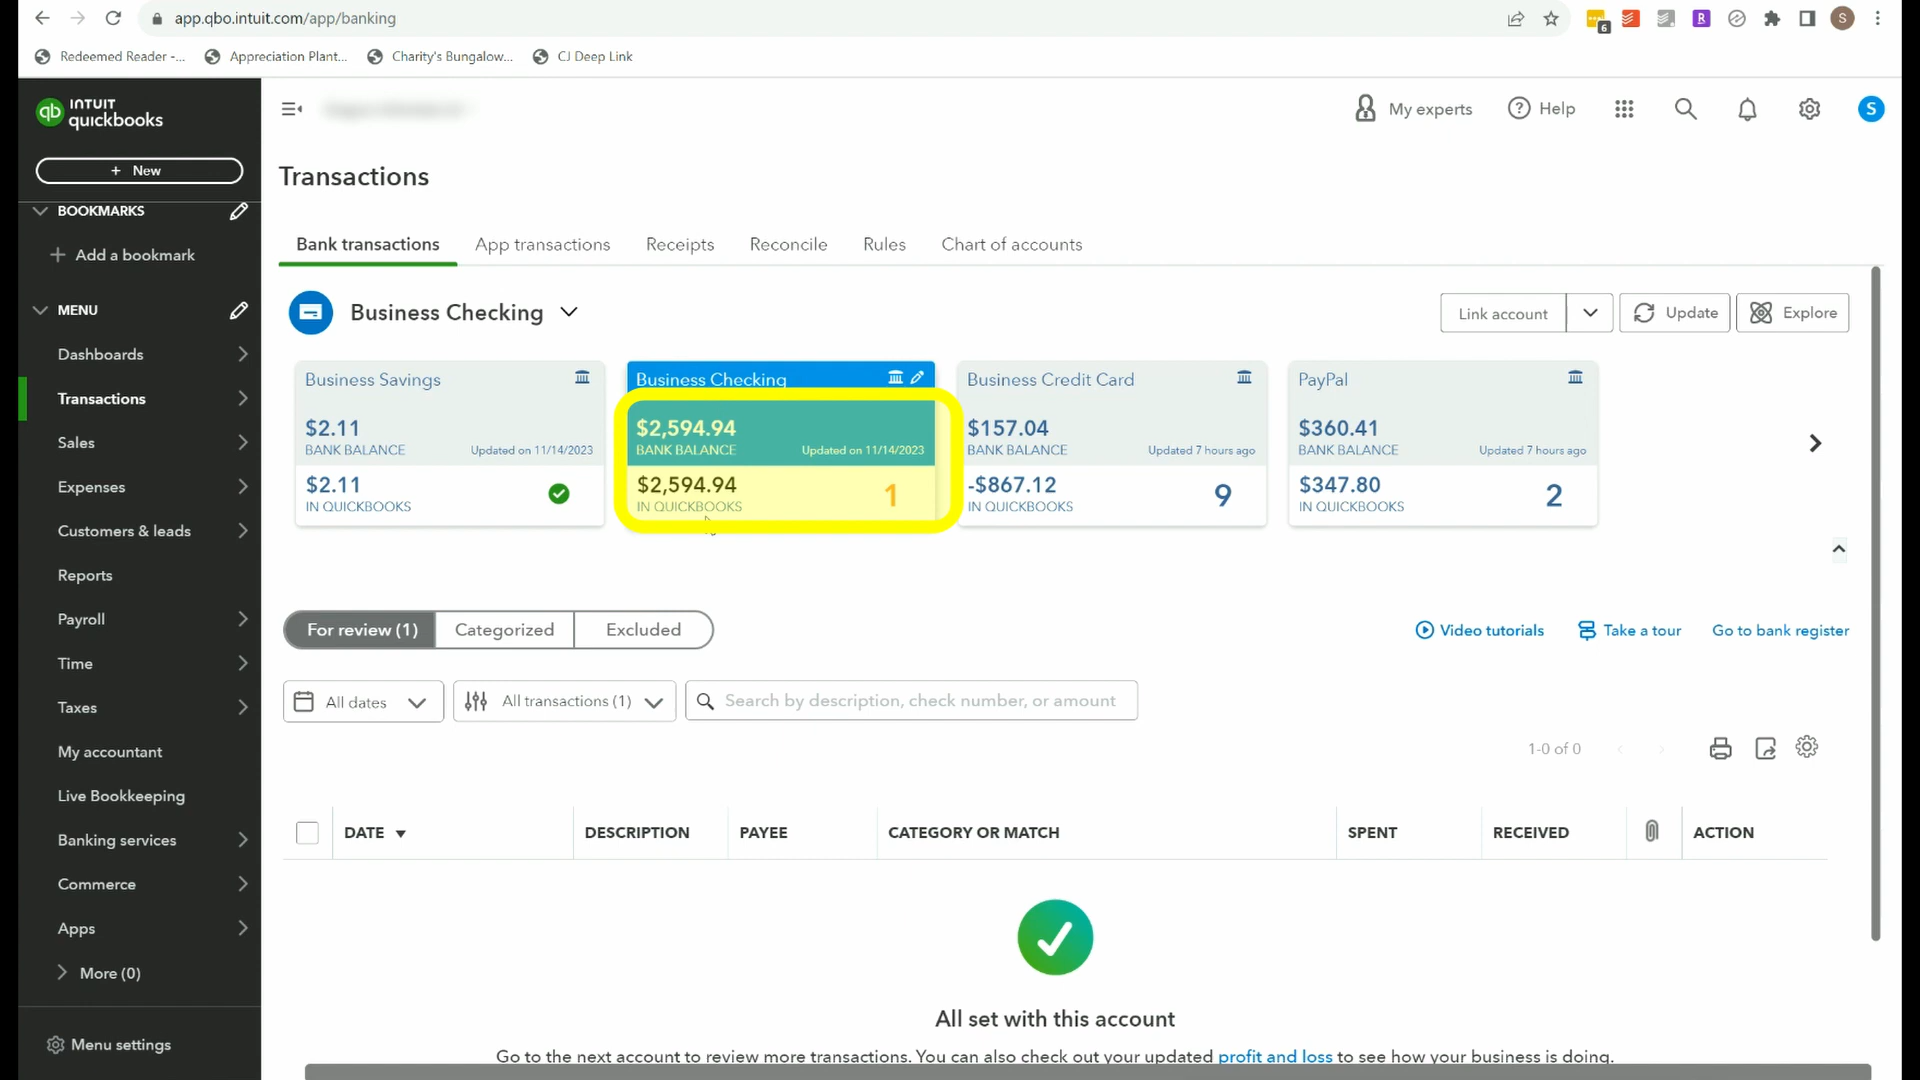 app.qbo.intuit.com/app/banking
6
S
Redeemed Reader -...
Appreciation Plant...
Charity's Bungalow...
CJ Deep Link
qb INTUIT quickbooks
My experts
Help
S
+ New
Transactions
BOOKMARKS
+ Add a bookmark
Bank transactions
App transactions
Receipts
Reconcile
Rules
Chart of accounts
MENU
Dashboards
Transactions
Sales
Expenses
Customers & leads
Reports
Payroll
Time
Taxes
My accountant
Live Bookkeeping
Banking services
Commerce
Apps
More (0)
Menu settings
Business Checking
Link account
Update
Explore
Business Savings
$2.11
BANK BALANCE
Updated on 11/14/2023
$2.11
IN QUICKBOOKS
Business Checking
$2,594.94
BANK BALANCE
Updated on 11/14/2023
$2,594.94
IN QUICKBOOKS
1
Business Credit Card
$157.04
BANK BALANCE
Updated 7 hours ago
-$867.12
IN QUICKBOOKS
9
PayPal
$360.41
BANK BALANCE
Updated 7 hours ago
$347.80
IN QUICKBOOKS
2
For review (1)
Categorized
Excluded
Video tutorials
Take a tour
Go to bank register
All dates
All transactions (1)
Search by description, check number, or amount
1-0 of 0
DATE
DESCRIPTION
PAYEE
CATEGORY OR MATCH
SPENT
RECEIVED
ACTION
All set with this account
Go to the next account to review more transactions. You can also check out your updated profit and loss to see how your business is doing.